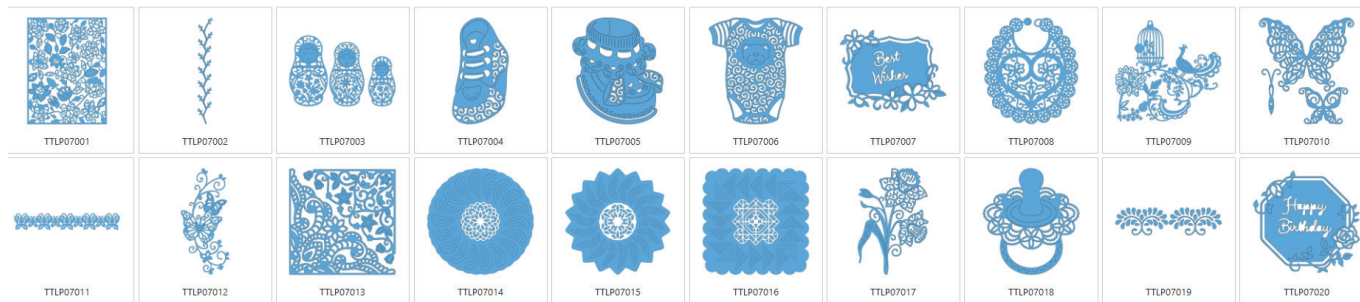 Best
Wishes
TTLP07001
TTLP07002
TTLP07003
TTLP07004
TTLP07005
TTLP07006
TTLP07007
TTLP07008
TTLP07009
TTLP07010
Happy
Birthday
TTLP07011
TTLP07012
TTLP07013
TTLP07014
TTLP07015
TTLP07016
TTLP07017
TTLP07018
TTLP07019
TTLP07020